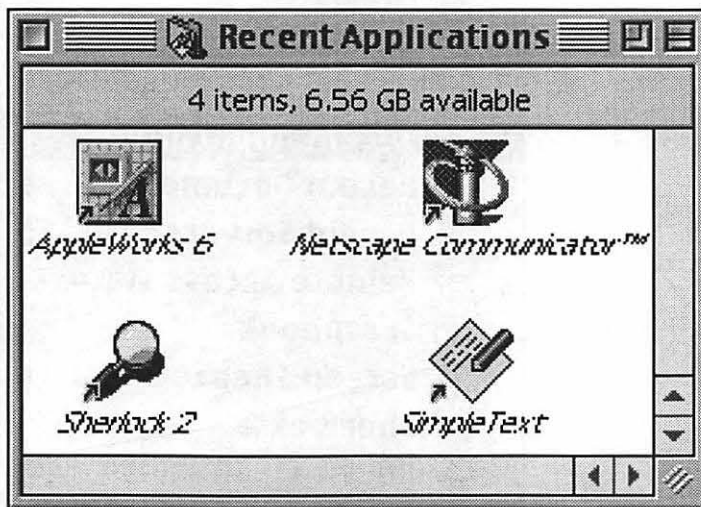 Recent Applications
4 items, 6.56 GB available
AppleWorks 6
Netscape Communicator™
Sherlock 2
SimpleText